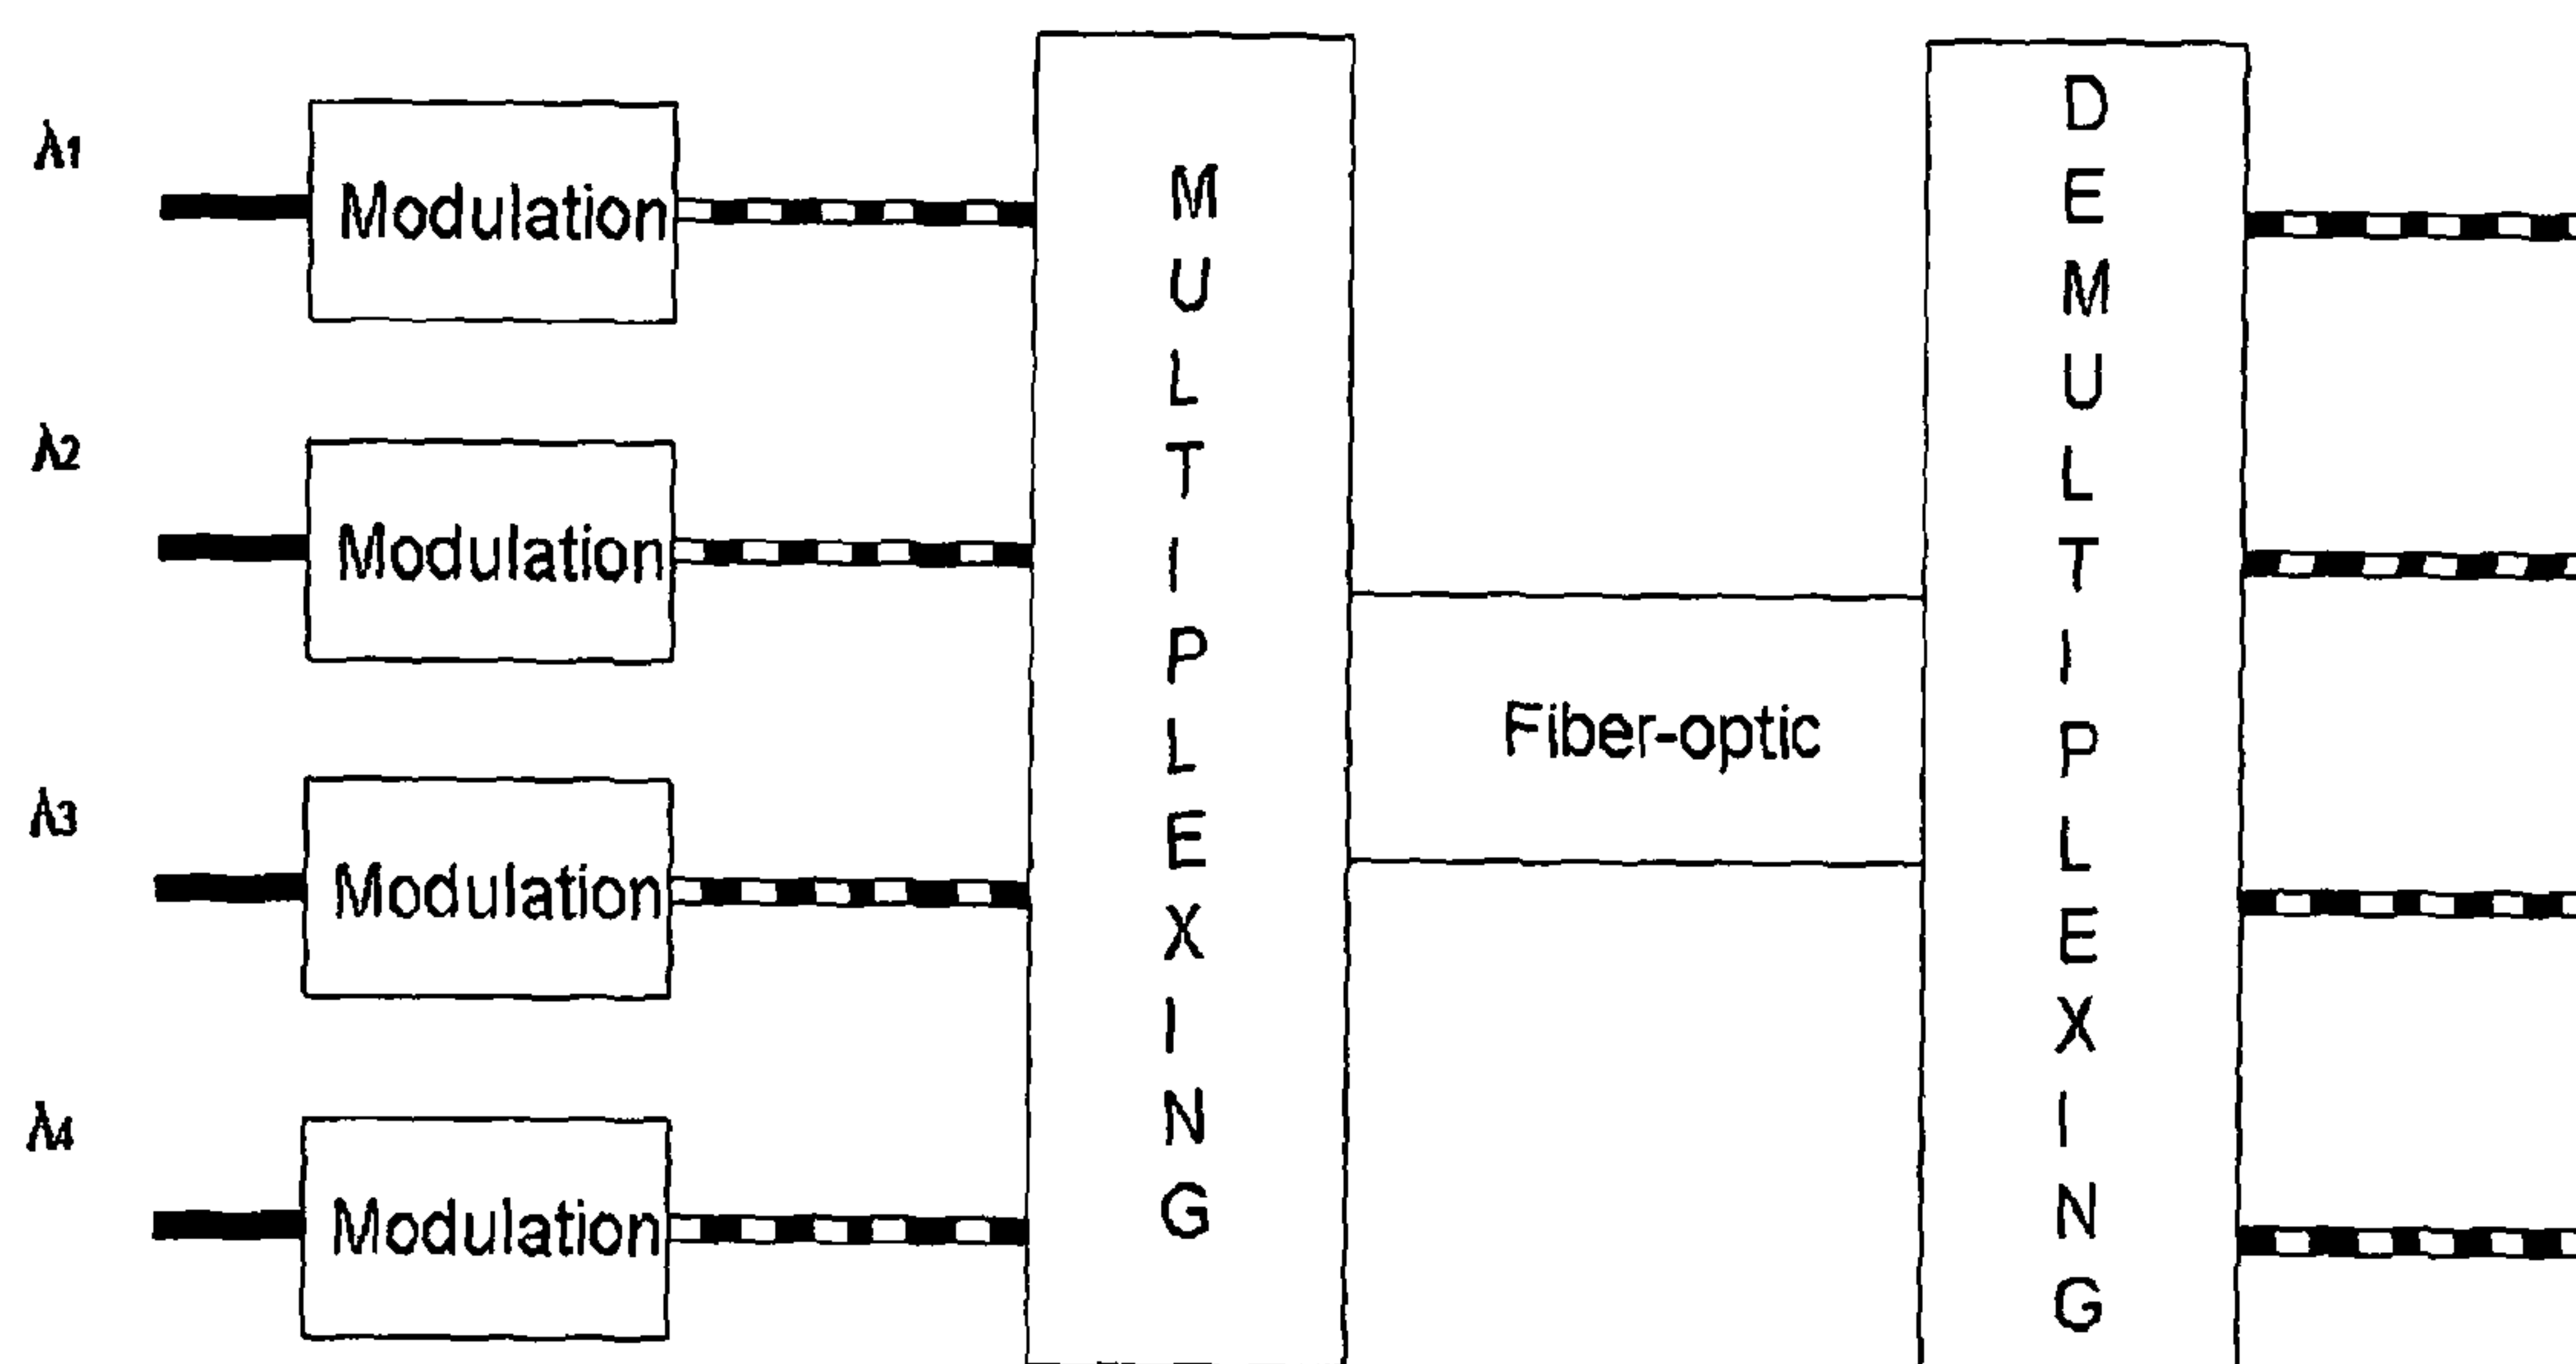 λ1
Modulation
λ2
Modulation
λ3
Modulation
λ4
Modulation
MULTIPLEXING
Fiber-optic
DEMULTIPLEXING